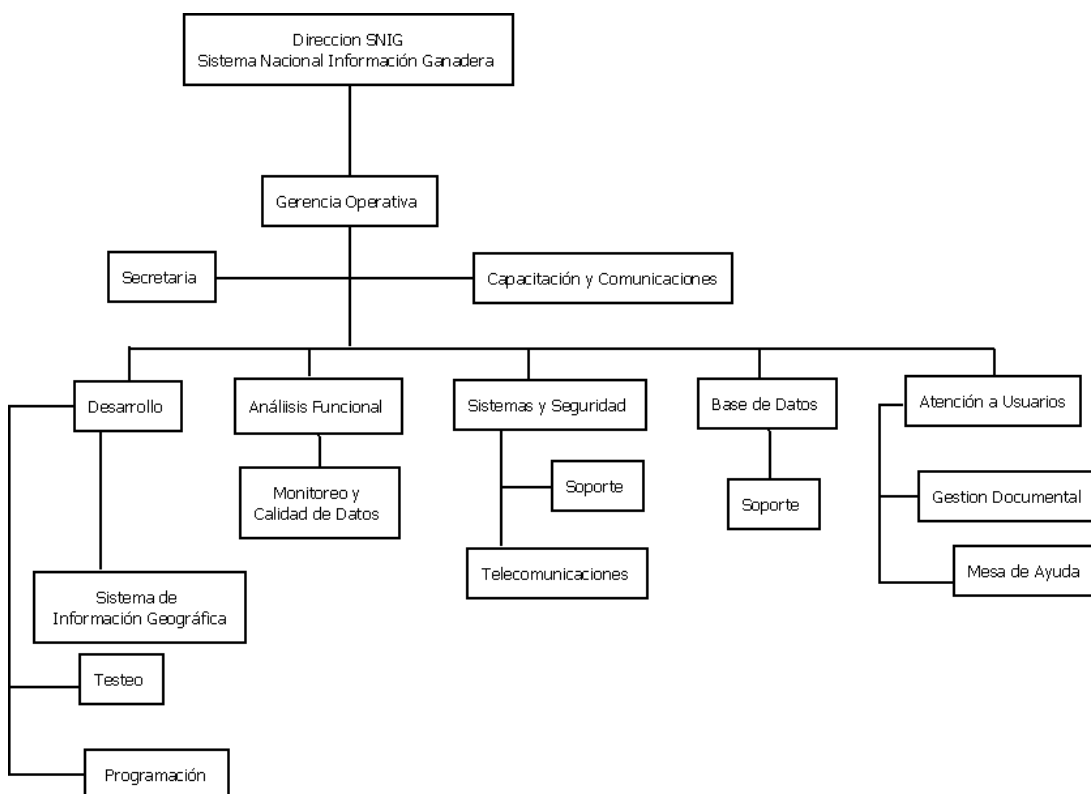 Direccion SNIG
Sistema Nacional Información Ganadera
Gerencia Operativa
Secretaria
Capacitación y Comunicaciones
Desarrollo
Análiisis Funcional
Sistemas y Seguridad
Base de Datos
Atención a Usuarios
Monitoreo y
Calidad de Datos
Soporte
Soporte
Gestion Documental
Telecomunicaciones
Mesa de Ayuda
Sistema de
Información Geográfica
Testeo
Programación